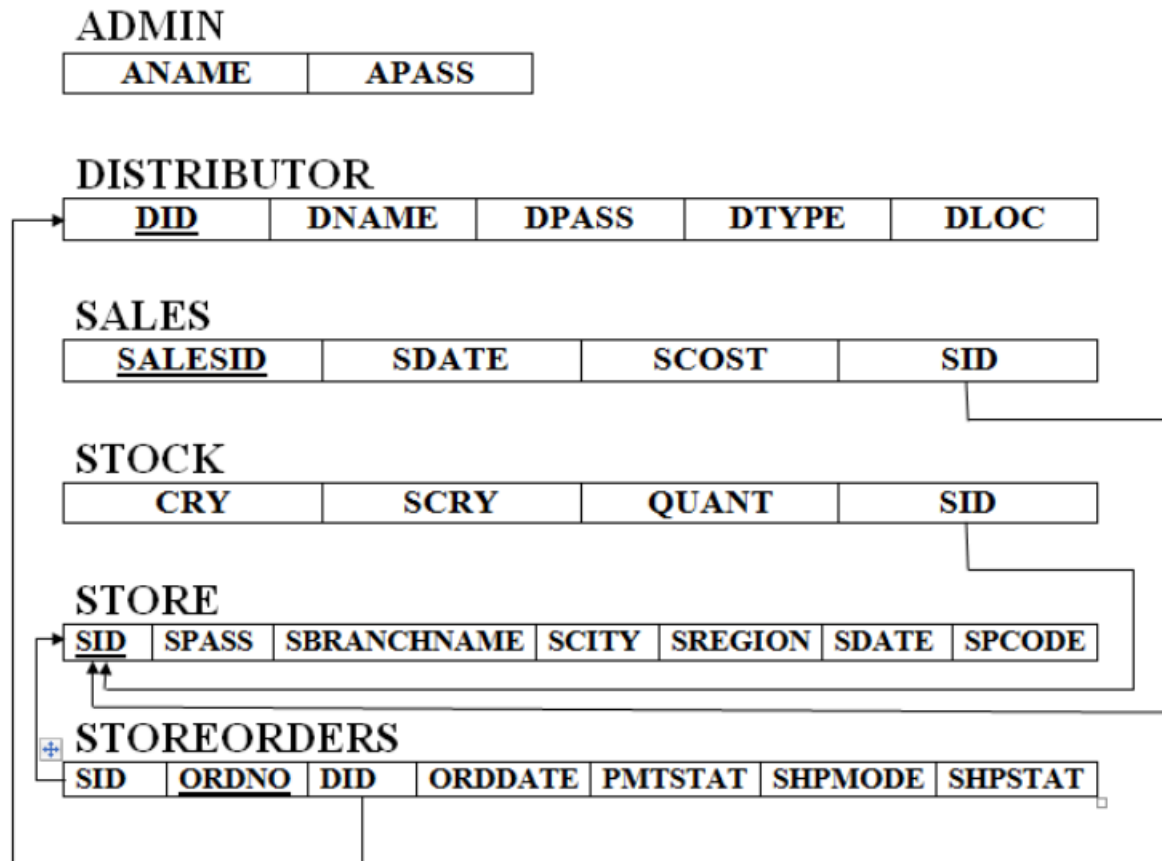 ADMIN
ANAME APASS
DISTRIBUTOR
DID DNAME DPASS DTYPE DLOC
SALES
SALESID SDATE SCOST SID
STOCK
CRY SCRY QUANT SID
STORE
SID SPASS SBRANCHNAME SCITY SREGION SDATE SPCODE
STOREORDERS
SID ORDNO DID ORDDATE PMTSTAT SHPMODE SHPSTAT